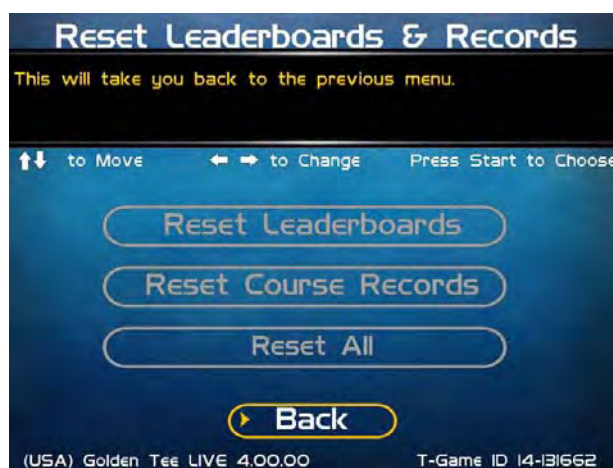 Reset Leaderboards & Records
This will take you back to the previous menu.
to Move to Change Press Start to Choose
Reset Leaderboards
Reset Course Records
Reset All
Back
(USA) Golden Tee LIVE 4.00.00 T-Game ID 14-131662